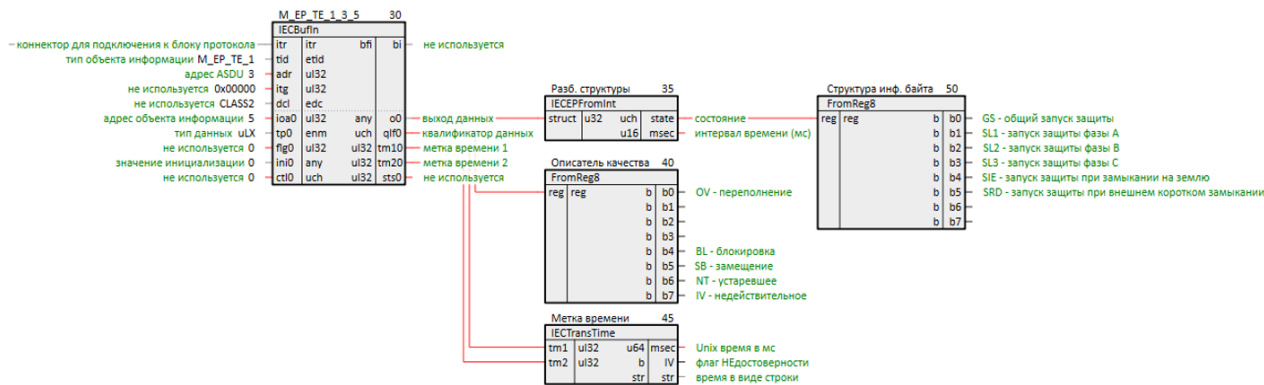 M_EP_TE_1_3_5 30
IECBufIn
коннектор для подключения к блоку протокола itr itr bfi bi не используется
тип объекта информации M_EP_TE_1 tid etid
адрес ASDU 3 adr ul32
не используется 0x00000 itg ul32
не используется CLASS2 dcl edc
адрес объекта информации 5 ioa0 ul32 any o0 выход данных
тип данных uLX tp0 enm uch qlf0 квалификатор данных
не используется 0 flg0 ul32 ul32 tm10 метка времени 1
значение инициализации 0 ini0 any ul32 tm20 метка времени 2
не используется 0 ctl0 uch ul32 sts0 не используется
Разб. структуры 35
IECEPFromInt
struct u32 uch state состояние
u16 msec интервал времени (мс)
Описатель качества 40
FromReg8
reg reg b b0 OV - переполнение
b b1
b b2
b b3
b b4 BL - блокировка
b b5 SB - замещение
b b6 NT - устаревшее
b b7 IV - недействительное
Метка времени 45
IECTransTime
tm1 ul32 u64 msec Unix время в мс
tm2 ul32 b IV флаг НЕдостоверности
str str время в виде строки
Структура инф. байта 50
FromReg8
reg reg b b0 GS - общий запуск защиты
b b1 SL1 - запуск защиты фазы A
b b2 SL2 - запуск защиты фазы B
b b3 SL3 - запуск защиты фазы C
b b4 SIE - запуск защиты при замыкании на землю
b b5 SRD - запуск защиты при внешнем коротком замыкании
b b6
b b7